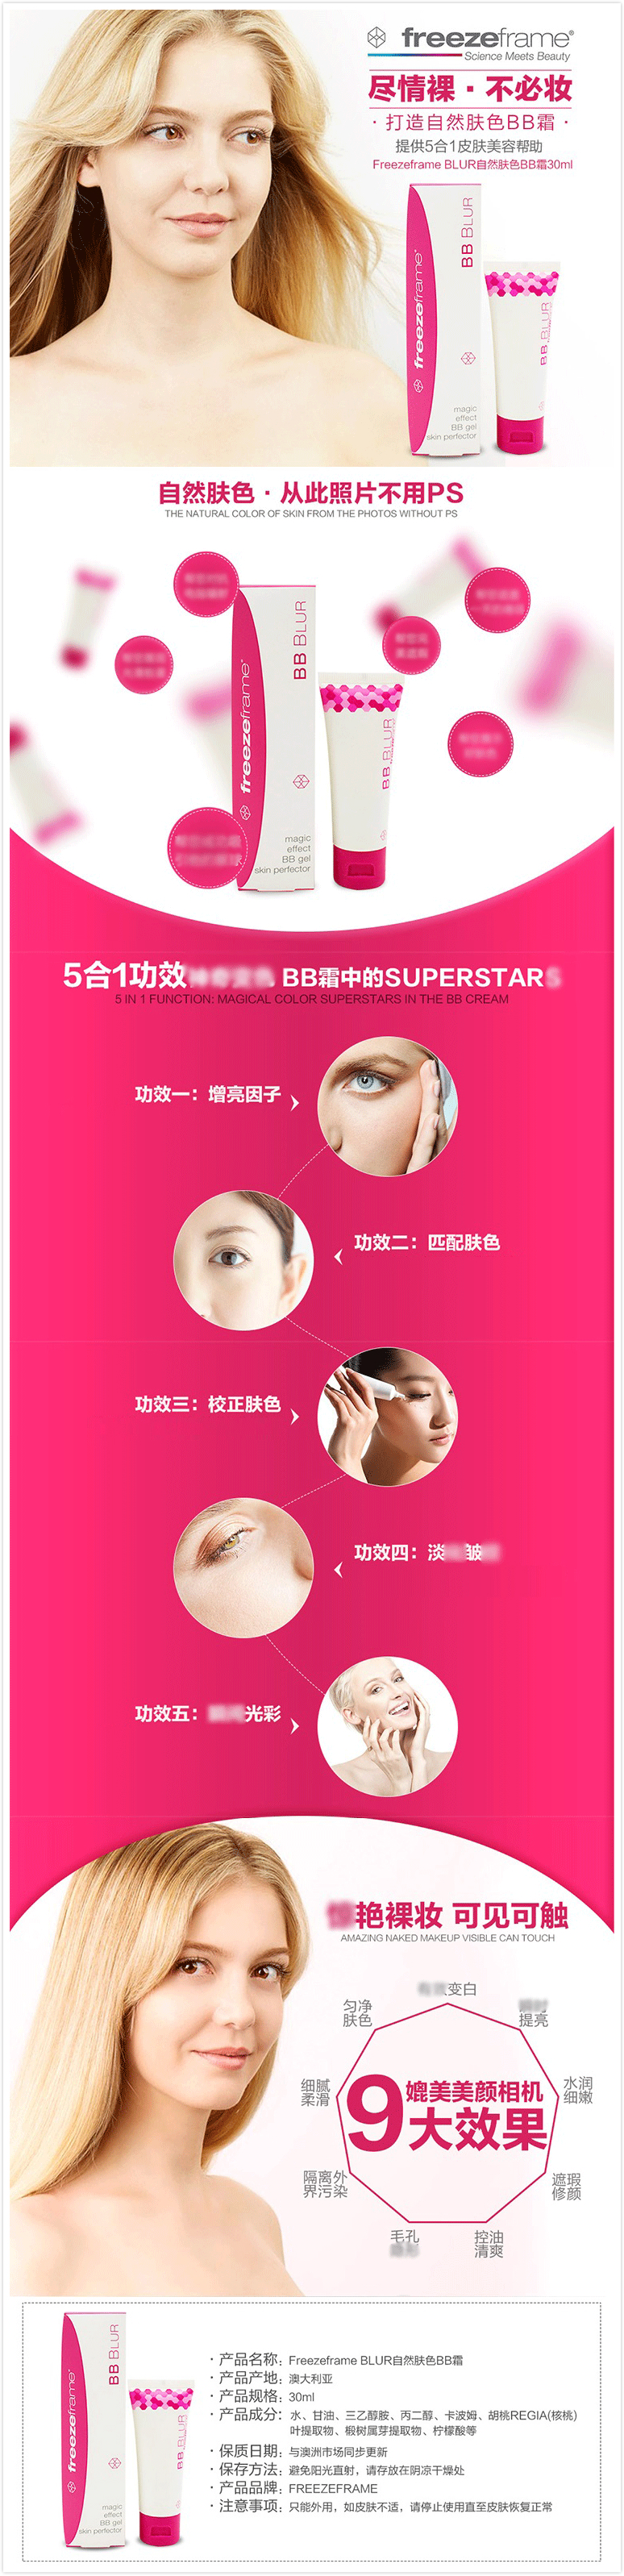 freezeframe®
Science Meets Beauty
尽情裸·不必妆
·打造自然肤色BB霜·
提供5合1皮肤美容帮助
Freezeframe BLUR自然肤色BB霜30ml
BB BLUR
freezeframe
magic
effect
BB gel
skin perfector
BB BLUR
自然肤色·从此照片不用PS
THE NATURAL COLOR OF SKIN FROM THE PHOTOS WITHOUT PS
BB BLUR
freezeframe
magic
effect
BB gel
skin perfector
BB BLUR
5合1功效 BB霜中的SUPERSTAR
5 IN 1 FUNCTION: MAGICAL COLOR SUPERSTARS IN THE BB CREAM
功效一：增亮因子
功效二：匹配肤色
功效三：校正肤色
功效四：淡 皱
功效五： 光彩
艳裸妆 可见可触
AMAZING NAKED MAKEUP VISIBLE CAN TOUCH
变白
匀净
肤色
提亮
细腻
柔滑
9
媲美美颜相机
大效果
水润
细嫩
隔离外
界污染
遮瑕
修颜
毛孔
控油
清爽
BB BLUR
freezeframe
magic
effect
BB gel
skin perfector
BB BLUR
·产品名称：Freezeframe BLUR自然肤色BB霜
·产品产地：澳大利亚
·产品规格：30ml
·产品成分：水、甘油、三乙醇胺、丙二醇、卡波姆、胡桃REGIA(核桃)
叶提取物、椴树属芽提取物、柠檬酸等
·保质日期：与澳洲市场同步更新
·保存方法：避免阳光直射，请存放在阴凉干燥处
·产品品牌：FREEZEFRAME
·注意事项：只能外用，如皮肤不适，请停止使用直至皮肤恢复正常